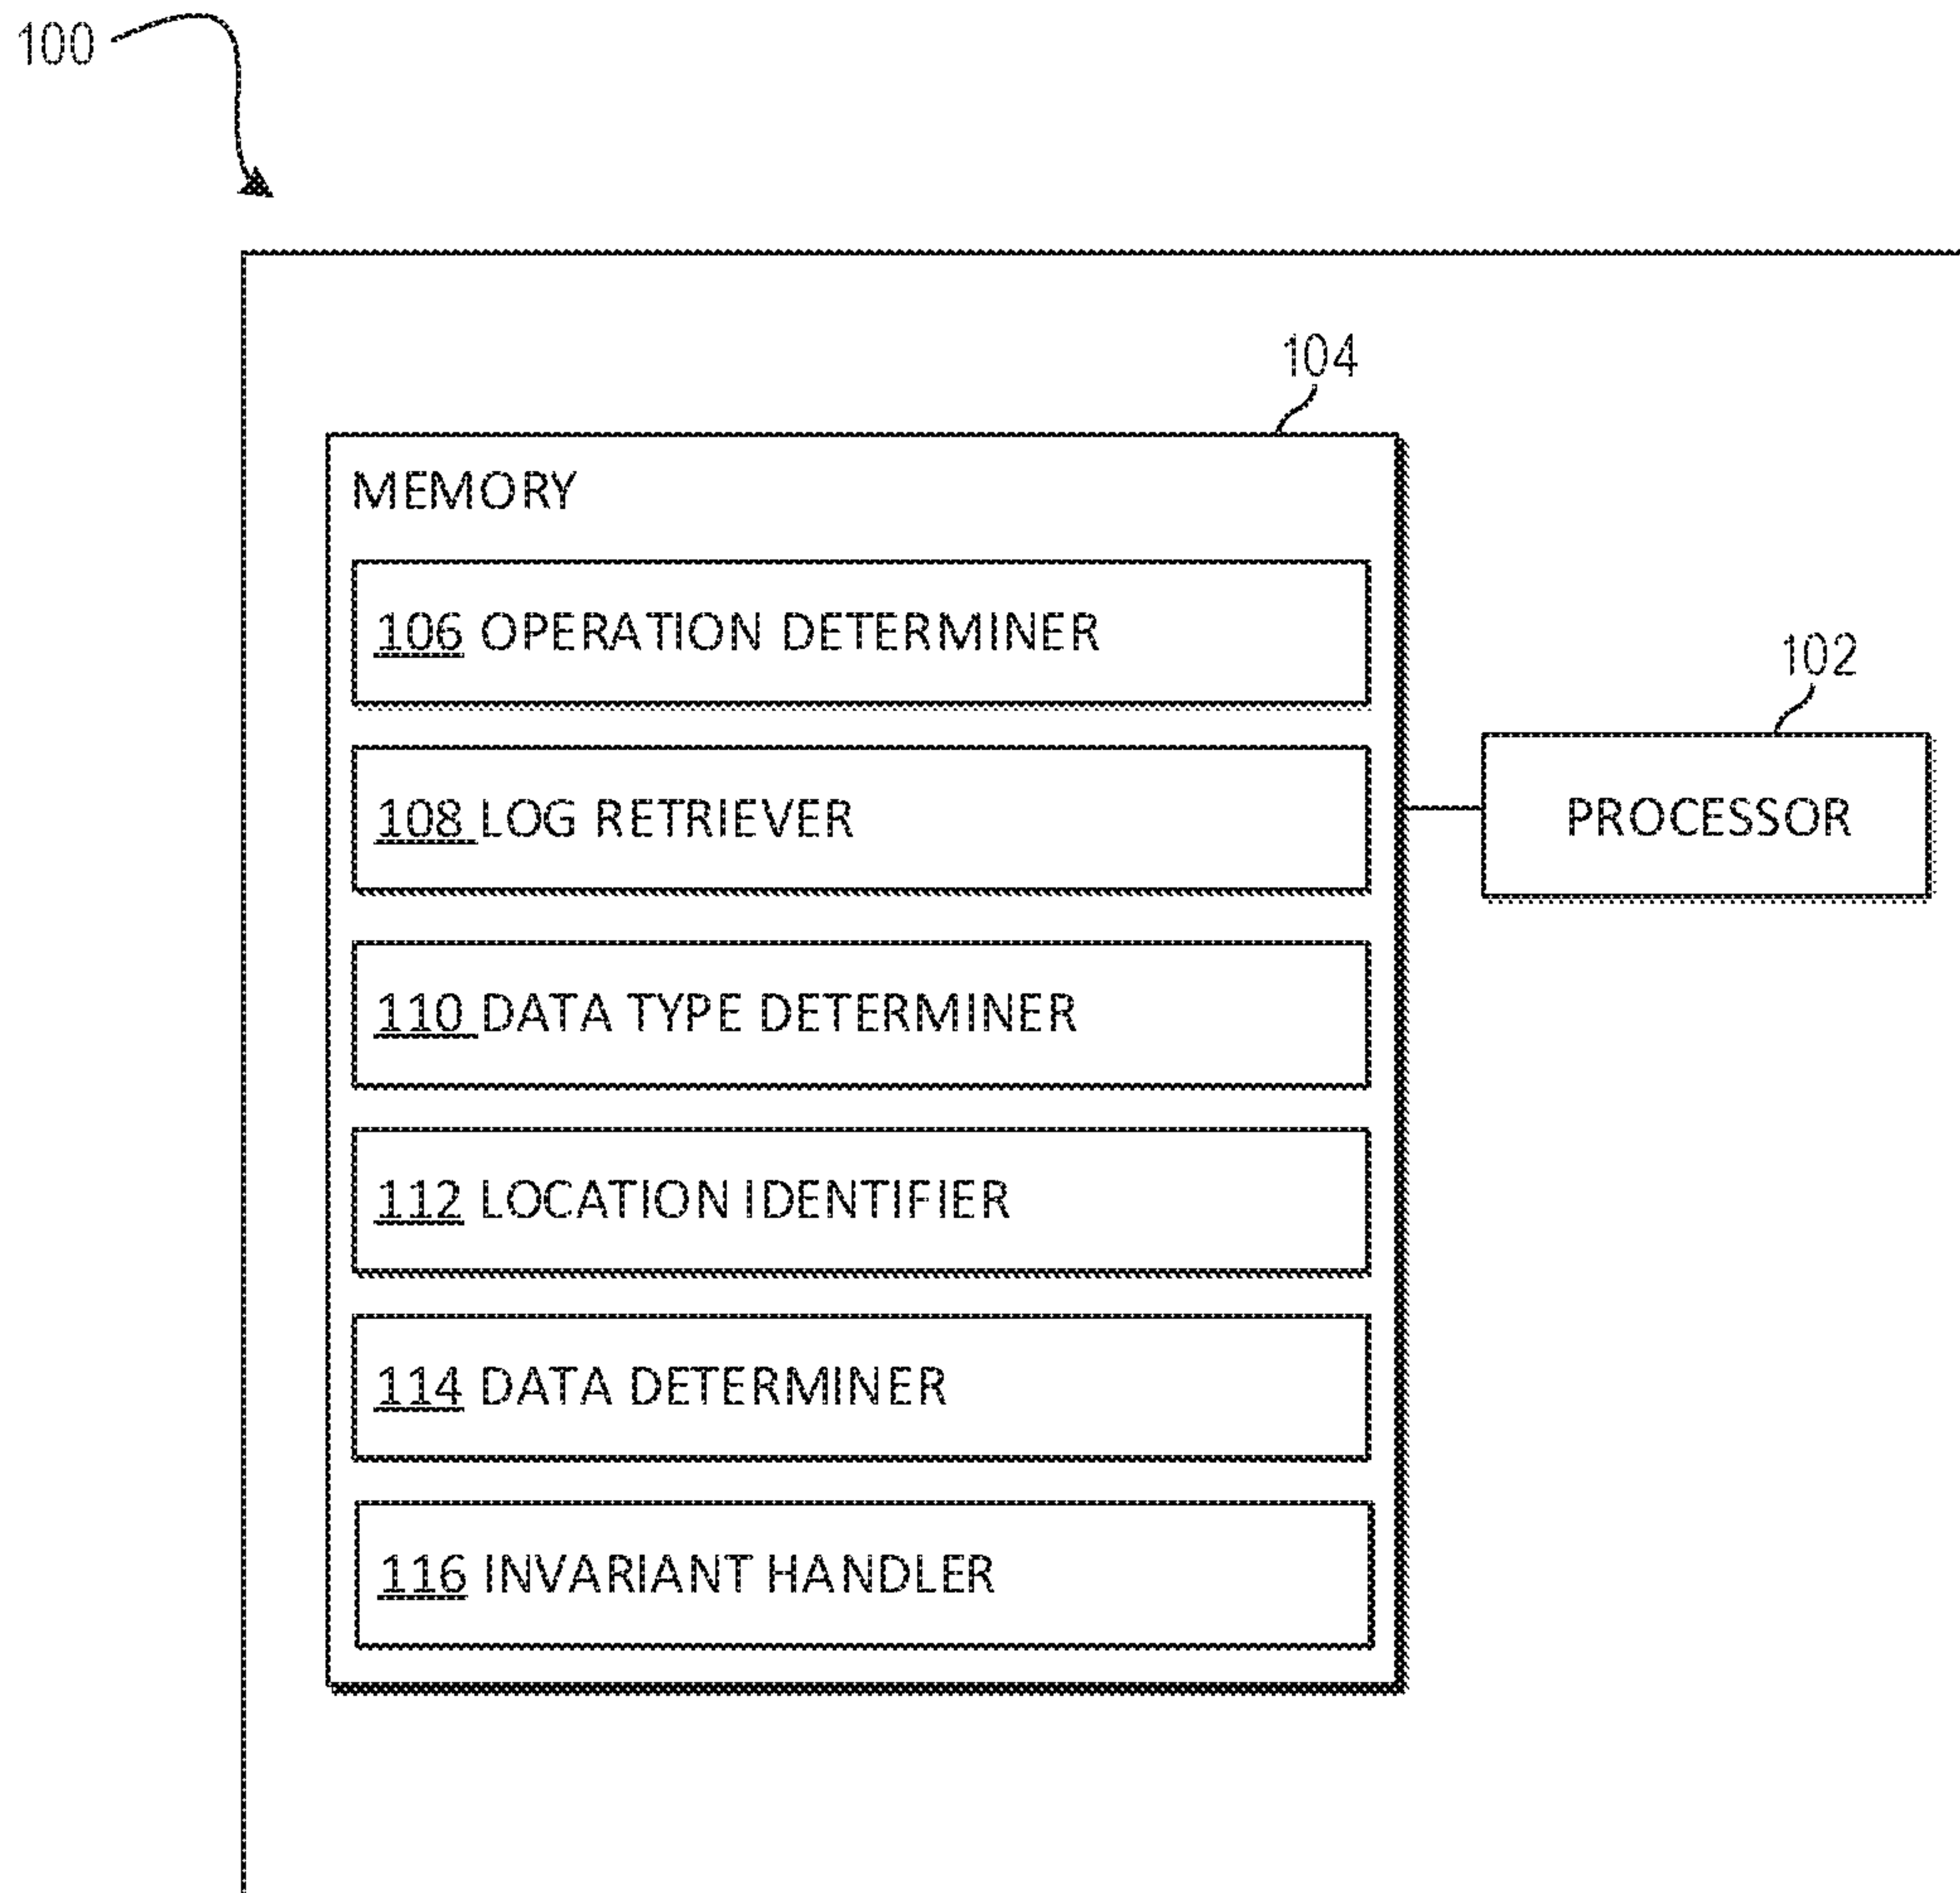 100
104
MEMORY
106 OPERATION DETERMINER
102
108 LOG RETRIEVER
PROCESSOR
110 DATA TYPE DETERMINER
112 LOCATION IDENTIFIER
114 DATA DETERMINER
116 INVARIANT HANDLER